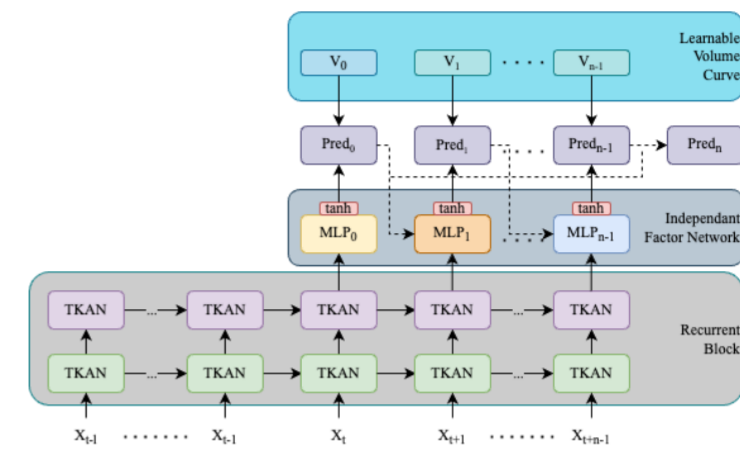 Learnable
Volume
Curve
V0 V1 . . . . Vn-1
Pred0 Pred1 . . . . Predn-1 Predn
tanh tanh tanh
MLP0 MLP1 . . . . MLPn-1
Independant
Factor Network
TKAN ... TKAN TKAN TKAN ... TKAN
Recurrent
Block
TKAN ... TKAN TKAN TKAN ... TKAN
Xt-l . . . . . . . Xt-1 Xt Xt+1 . . . . . . . Xt+n-1